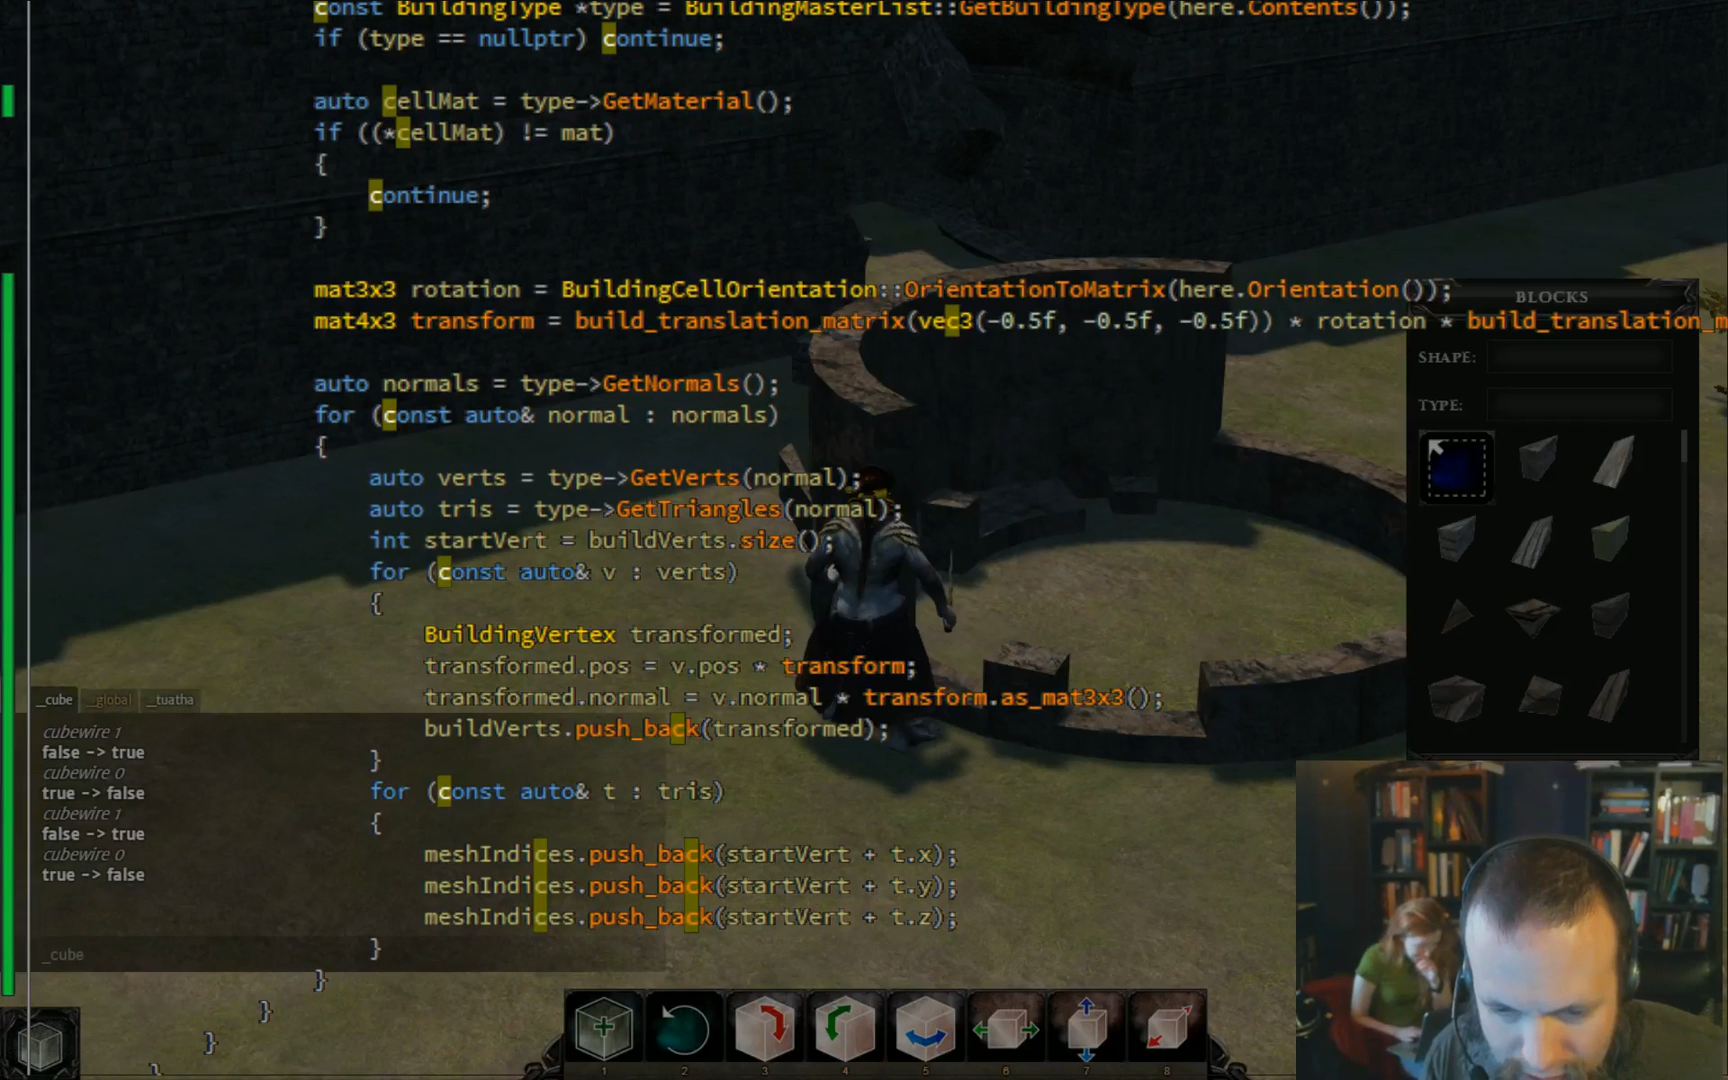 const BuildingType *type = BuildingMasterList::GetBuildingType(here.Contents());
if (type == nullptr) continue;
auto cellMat = type->GetMaterial();
if ((*cellMat) != mat)
{
continue;
}
mat3x3 rotation = BuildingCellOrientation::OrientationToMatrix(here.Orientation());
mat4x3 transform = build_translation_matrix(vec3(-0.5f, -0.5f, -0.5f)) * rotation * build_translation_m
auto normals = type->GetNormals();
for (const auto& normal : normals)
{
auto verts = type->GetVerts(normal);
auto tris = type->GetTriangles(normal);
int startVert = buildVerts.size();
for (const auto& v : verts)
{
BuildingVertex transformed;
transformed.pos = v.pos * transform;
transformed.normal = v.normal * transform.as_mat3x3();
buildVerts.push_back(transformed);
}
for (const auto& t : tris)
{
meshIndices.push_back(startVert + t.x);
meshIndices.push_back(startVert + t.y);
meshIndices.push_back(startVert + t.z);
}
}
}
}
}
BLOCKS
SHAPE:
TYPE:
_cube _global _tuatha
cubewire 1
false -> true
cubewire 0
true -> false
cubewire 1
false -> true
cubewire 0
true -> false
_cube
1 2 3 4 5 6 7 8